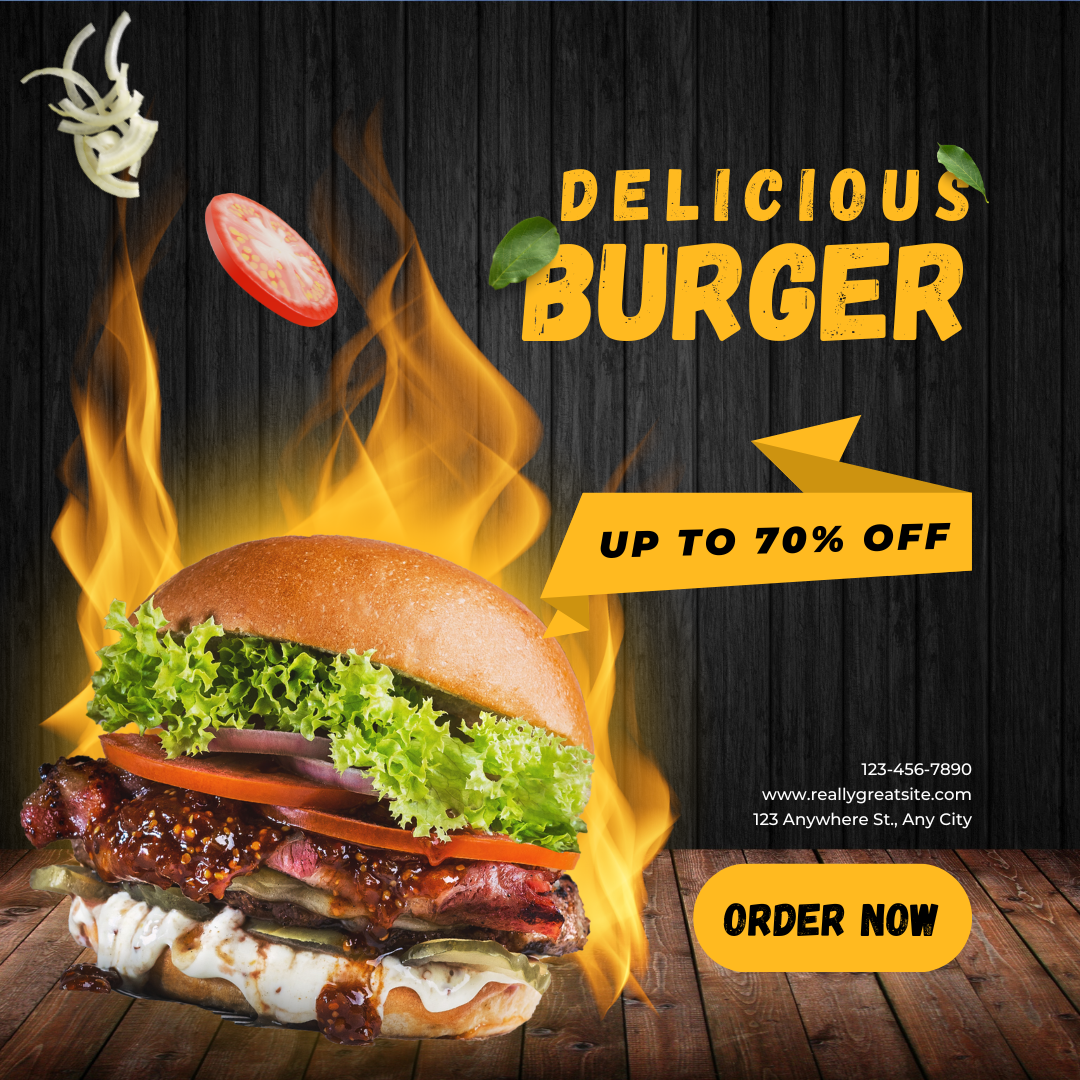 DELICIOUS
BURGER
UP TO 70% OFF
123-456-7890
www.reallygreatsite.com
123 Anywhere St., Any City
ORDER NOW